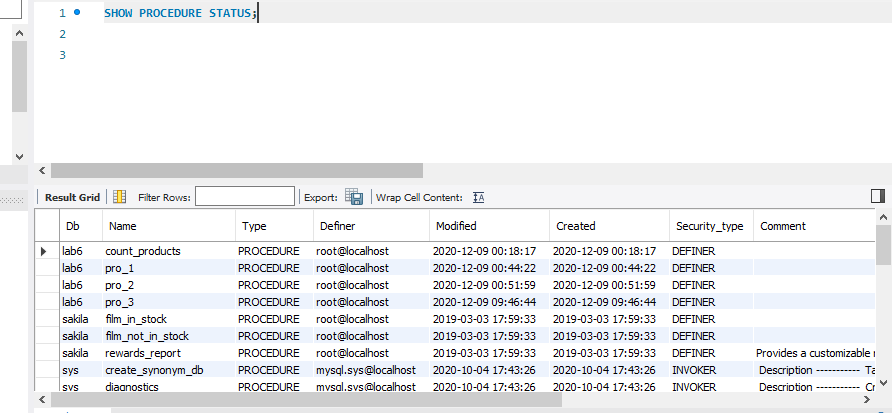 1 SHOW PROCEDURE STATUS;
2
3
Result Grid Filter Rows: Export: Wrap Cell Content:
Db Name Type Definer Modified Created Security_type Comment
lab6 count_products PROCEDURE root@localhost 2020-12-09 00:18:17 2020-12-09 00:18:17 DEFINER
lab6 pro_1 PROCEDURE root@localhost 2020-12-09 00:44:22 2020-12-09 00:44:22 DEFINER
lab6 pro_2 PROCEDURE root@localhost 2020-12-09 00:51:59 2020-12-09 00:51:59 DEFINER
lab6 pro_3 PROCEDURE root@localhost 2020-12-09 09:46:44 2020-12-09 09:46:44 DEFINER
sakila film_in_stock PROCEDURE root@localhost 2019-03-03 17:59:33 2019-03-03 17:59:33 DEFINER
sakila film_not_in_stock PROCEDURE root@localhost 2019-03-03 17:59:33 2019-03-03 17:59:33 DEFINER
sakila rewards_report PROCEDURE root@localhost 2019-03-03 17:59:33 2019-03-03 17:59:33 DEFINER Provides a customizable
sys create_synonym_db PROCEDURE mysql.sys@localhost 2020-10-04 17:43:26 2020-10-04 17:43:26 INVOKER Description ----------- Ta
sys diagnostics PROCEDURE mysql.sys@localhost 2020-10-04 17:43:26 2020-10-04 17:43:26 INVOKER Description ----------- Cr